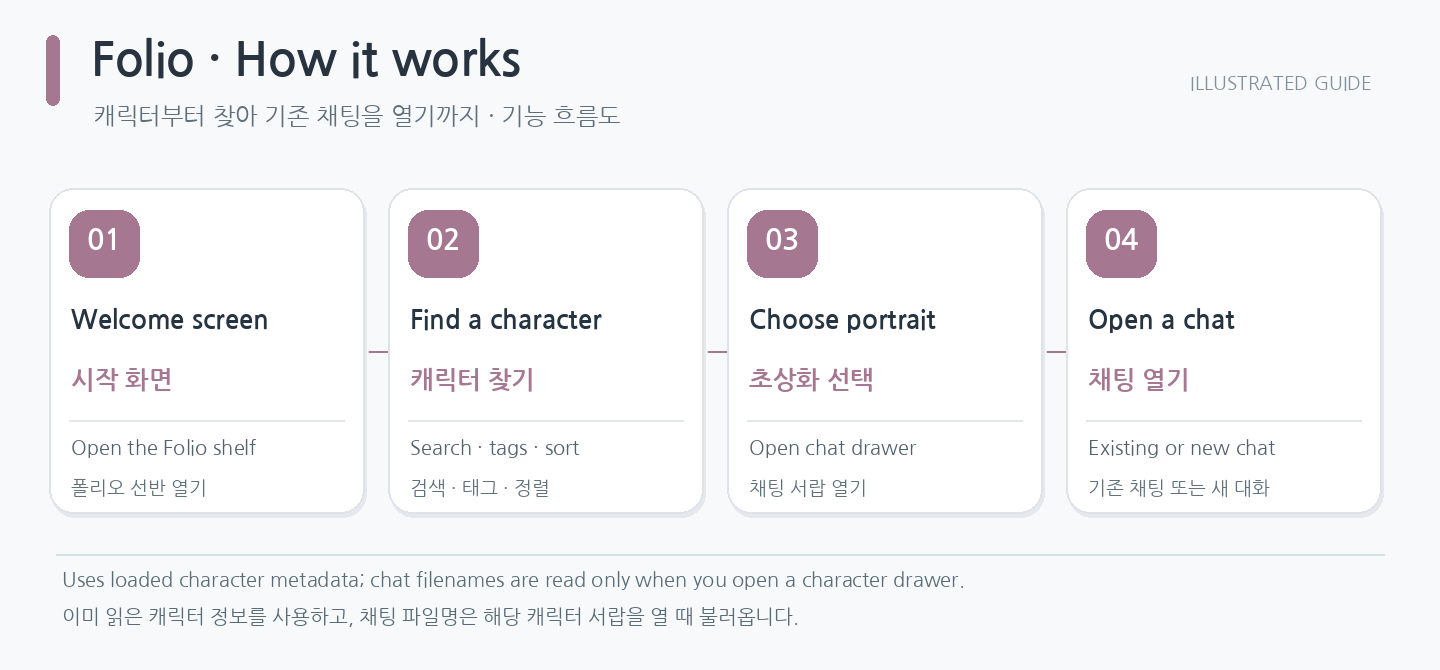 Folio · How it works
캐릭터부터 찾아 기존 채팅을 열기까지 · 기능 흐름도
ILLUSTRATED GUIDE
01
Welcome screen
시작 화면
Open the Folio shelf
폴리오 선반 열기
02
Find a character
캐릭터 찾기
Search · tags · sort
검색 · 태그 · 정렬
03
Choose portrait
초상화 선택
Open chat drawer
채팅 서랍 열기
04
Open a chat
채팅 열기
Existing or new chat
기존 채팅 또는 새 대화
Uses loaded character metadata; chat filenames are read only when you open a character drawer.
이미 읽은 캐릭터 정보를 사용하고, 채팅 파일명은 해당 캐릭터 서랍을 열 때 불러옵니다.